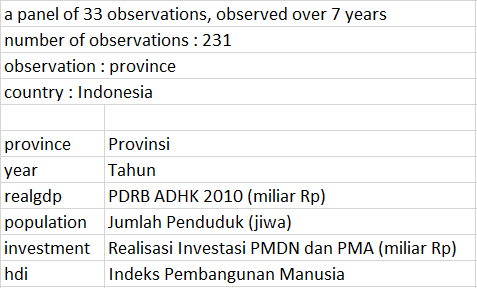 a panel of 33 observations, observed over 7 years
number of observations : 231
observation : province
country : Indonesia
province Provinsi
year Tahun
realgdp PDRB ADHK 2010 (miliar Rp)
population Jumlah Penduduk (jiwa)
investment Realisasi Investasi PMDN dan PMA (miliar Rp)
hdi Indeks Pembangunan Manusia